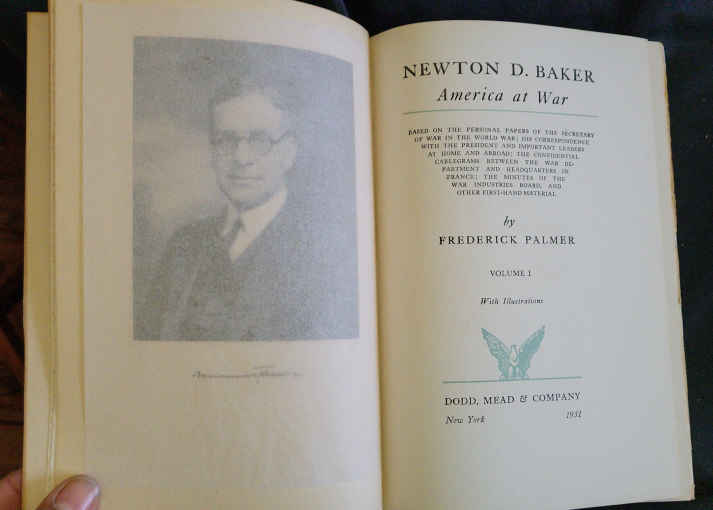 NEWTON D. BAKER
America at War
BASED ON THE PERSONAL PAPERS OF THE SECRETARY
OF WAR IN THE WORLD WAR; HIS CORRESPONDENCE
WITH THE PRESIDENT AND IMPORTANT LEADERS
AT HOME AND ABROAD; THE CONFIDENTIAL
CABLEGRAMS BETWEEN THE WAR DE-
PARTMENT AND HEADQUARTERS IN
FRANCE; THE MINUTES OF THE
WAR INDUSTRIES BOARD, AND
OTHER FIRST-HAND MATERIAL
by
FREDERICK PALMER
VOLUME I
With Illustrations
DODD, MEAD & COMPANY
New York 1931